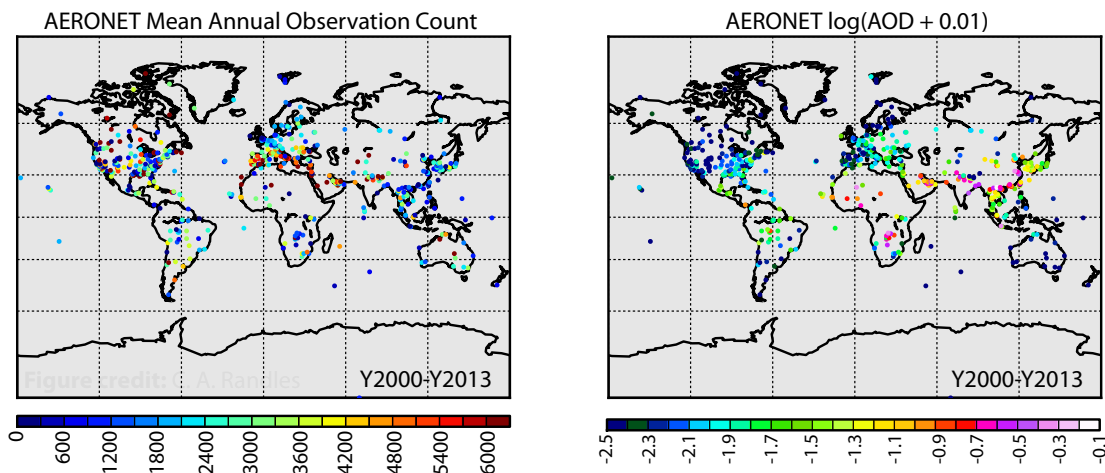 AERONET Mean Annual Observation Count
Figure credit: C. A. Randles
Y2000-Y2013
0 600 1200 1800 2400 3000 3600 4200 4800 5400 6000
AERONET log(AOD + 0.01)
Y2000-Y2013
-2.5 -2.3 -2.1 -1.9 -1.7 -1.5 -1.3 -1.1 -0.9 -0.7 -0.5 -0.3 -0.1